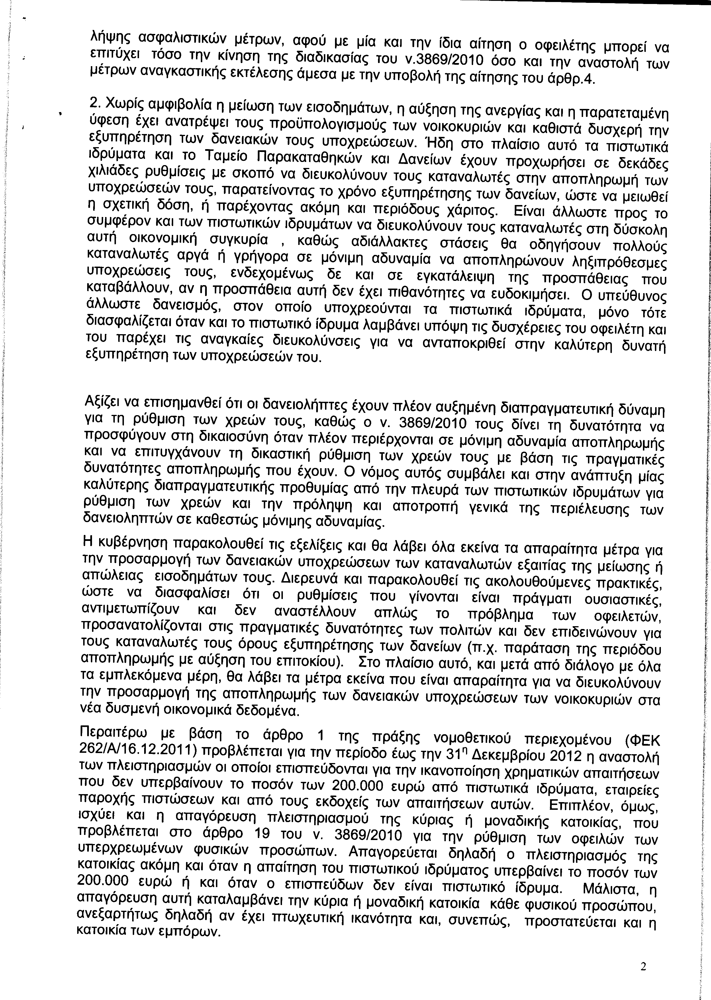 λήψης ασφαλιστικών μέτρων, αφού με μία και την ίδια αίτηση ο οφειλέτης μπορεί να
επιτύχει τόσο την κίνηση της διαδικασίας του ν.3869/2010 όσο και την αναστολή των
μέτρων αναγκαστικής εκτέλεσης άμεσα με την υποβολή της αίτησης του άρθρ.4.
2. Χωρίς αμφιβολία η μείωση των εισοδημάτων, η αύξηση της ανεργίας και η παρατεταμένη
ύφεση έχει ανατρέψει τους προϋπολογισμούς των νοικοκυριών και καθιστά δυσχερή την
εξυπηρέτηση των δανειακών τους υποχρεώσεων. Ήδη στο πλαίσιο αυτό τα πιστωτικά
ιδρύματα και το Ταμείο Παρακαταθηκών και Δανείων έχουν προχωρήσει σε δεκάδες
χιλιάδες ρυθμίσεις με σκοπό να διευκολύνουν τους καταναλωτές στην αποπληρωμή των
υποχρεώσεών τους, παρατείνοντας το χρόνο εξυπηρέτησης των δανείων, ώστε να μειωθεί
η σχετική δόση, ή παρέχοντας ακόμη και περιόδους χάριτος. Είναι άλλωστε προς το
συμφέρον και των πιστωτικών ιδρυμάτων να διευκολύνουν τους καταναλωτές στη δύσκολη
αυτή οικονομική συγκυρία , καθώς αδιάλλακτες στάσεις θα οδηγήσουν πολλούς
καταναλωτές αργά ή γρήγορα σε μόνιμη αδυναμία να αποπληρώνουν ληξιπρόθεσμες
υποχρεώσεις τους, ενδεχομένως δε και σε εγκατάλειψη της προσπάθειας που
καταβάλλουν, αν η προσπάθεια αυτή δεν έχει πιθανότητες να ευδοκιμήσει. Ο υπεύθυνος
άλλωστε δανεισμός, στον οποίο υποχρεούνται τα πιστωτικά ιδρύματα, μόνο τότε
διασφαλίζεται όταν και το πιστωτικό ίδρυμα λαμβάνει υπόψη τις δυσχέρειες του οφειλέτη και
του παρέχει τις αναγκαίες διευκολύνσεις για να ανταποκριθεί στην καλύτερη δυνατή
εξυπηρέτηση των υποχρεώσεών του.
Αξίζει να επισημανθεί ότι οι δανειολήπτες έχουν πλέον αυξημένη διαπραγματευτική δύναμη
για τη ρύθμιση των χρεών τους, καθώς ο ν. 3869/2010 τους δίνει τη δυνατότητα να
προσφύγουν στη δικαιοσύνη όταν πλέον περιέρχονται σε μόνιμη αδυναμία αποπληρωμής
και να επιτυγχάνουν τη δικαστική ρύθμιση των χρεών τους με βάση τις πραγματικές
δυνατότητες αποπληρωμής που έχουν. Ο νόμος αυτός συμβάλει και στην ανάπτυξη μίας
καλύτερης διαπραγματευτικής προθυμίας από την πλευρά των πιστωτικών ιδρυμάτων για
ρύθμιση των χρεών και την πρόληψη και αποτροπή γενικά της περιέλευσης των
δανειοληπτών σε καθεστώς μόνιμης αδυναμίας.
Η κυβέρνηση παρακολουθεί τις εξελίξεις και θα λάβει όλα εκείνα τα απαραίτητα μέτρα για
την προσαρμογή των δανειακών υποχρεώσεων των καταναλωτών εξαιτίας της μείωσης ή
απώλειας εισοδημάτων τους. Διερευνά και παρακολουθεί τις ακολουθούμενες πρακτικές,
ώστε να διασφαλίσει ότι οι ρυθμίσεις που γίνονται είναι πράγματι ουσιαστικές,
αντιμετωπίζουν και δεν αναστέλλουν απλώς το πρόβλημα των οφειλετών,
προσανατολίζονται στις πραγματικές δυνατότητες των πολιτών και δεν επιδεινώνουν για
τους καταναλωτές τους όρους εξυπηρέτησης των δανείων (π.χ. παράταση της περιόδου
αποπληρωμής με αύξηση του επιτοκίου). Στο πλαίσιο αυτό, και μετά από διάλογο με όλα
τα εμπλεκόμενα μέρη, θα λάβει τα μέτρα εκείνα που είναι απαραίτητα για να διευκολύνουν
την προσαρμογή της αποπληρωμής των δανειακών υποχρεώσεων των νοικοκυριών στα
νέα δυσμενή οικονομικά δεδομένα.
Περαιτέρω με βάση το άρθρο 1 της πράξης νομοθετικού περιεχομένου (ΦΕΚ
262/Α/16.12.2011) προβλέπεται για την περίοδο έως την 31η Δεκεμβρίου 2012 η αναστολή
των πλειστηριασμών οι οποίοι επισπεύδονται για την ικανοποίηση χρηματικών απαιτήσεων
που δεν υπερβαίνουν το ποσόν των 200.000 ευρώ από πιστωτικά ιδρύματα, εταιρείες
παροχής πιστώσεων και από τους εκδοχείς των απαιτήσεων αυτών. Επιπλέον, όμως,
ισχύει και η απαγόρευση πλειστηριασμού της κύριας ή μοναδικής κατοικίας, που
προβλέπεται στο άρθρο 19 του ν. 3869/2010 για την ρύθμιση των οφειλών των
υπερχρεωμένων φυσικών προσώπων. Απαγορεύεται δηλαδή ο πλειστηριασμός της
κατοικίας ακόμη και όταν η απαίτηση του πιστωτικού ιδρύματος υπερβαίνει το ποσόν των
200.000 ευρώ ή και όταν ο επισπεύδων δεν είναι πιστωτικό ίδρυμα. Μάλιστα, η
απαγόρευση αυτή καταλαμβάνει την κύρια ή μοναδική κατοικία κάθε φυσικού προσώπου,
ανεξαρτήτως δηλαδή αν έχει πτωχευτική ικανότητα και, συνεπώς, προστατεύεται και η
κατοικία των εμπόρων.
2